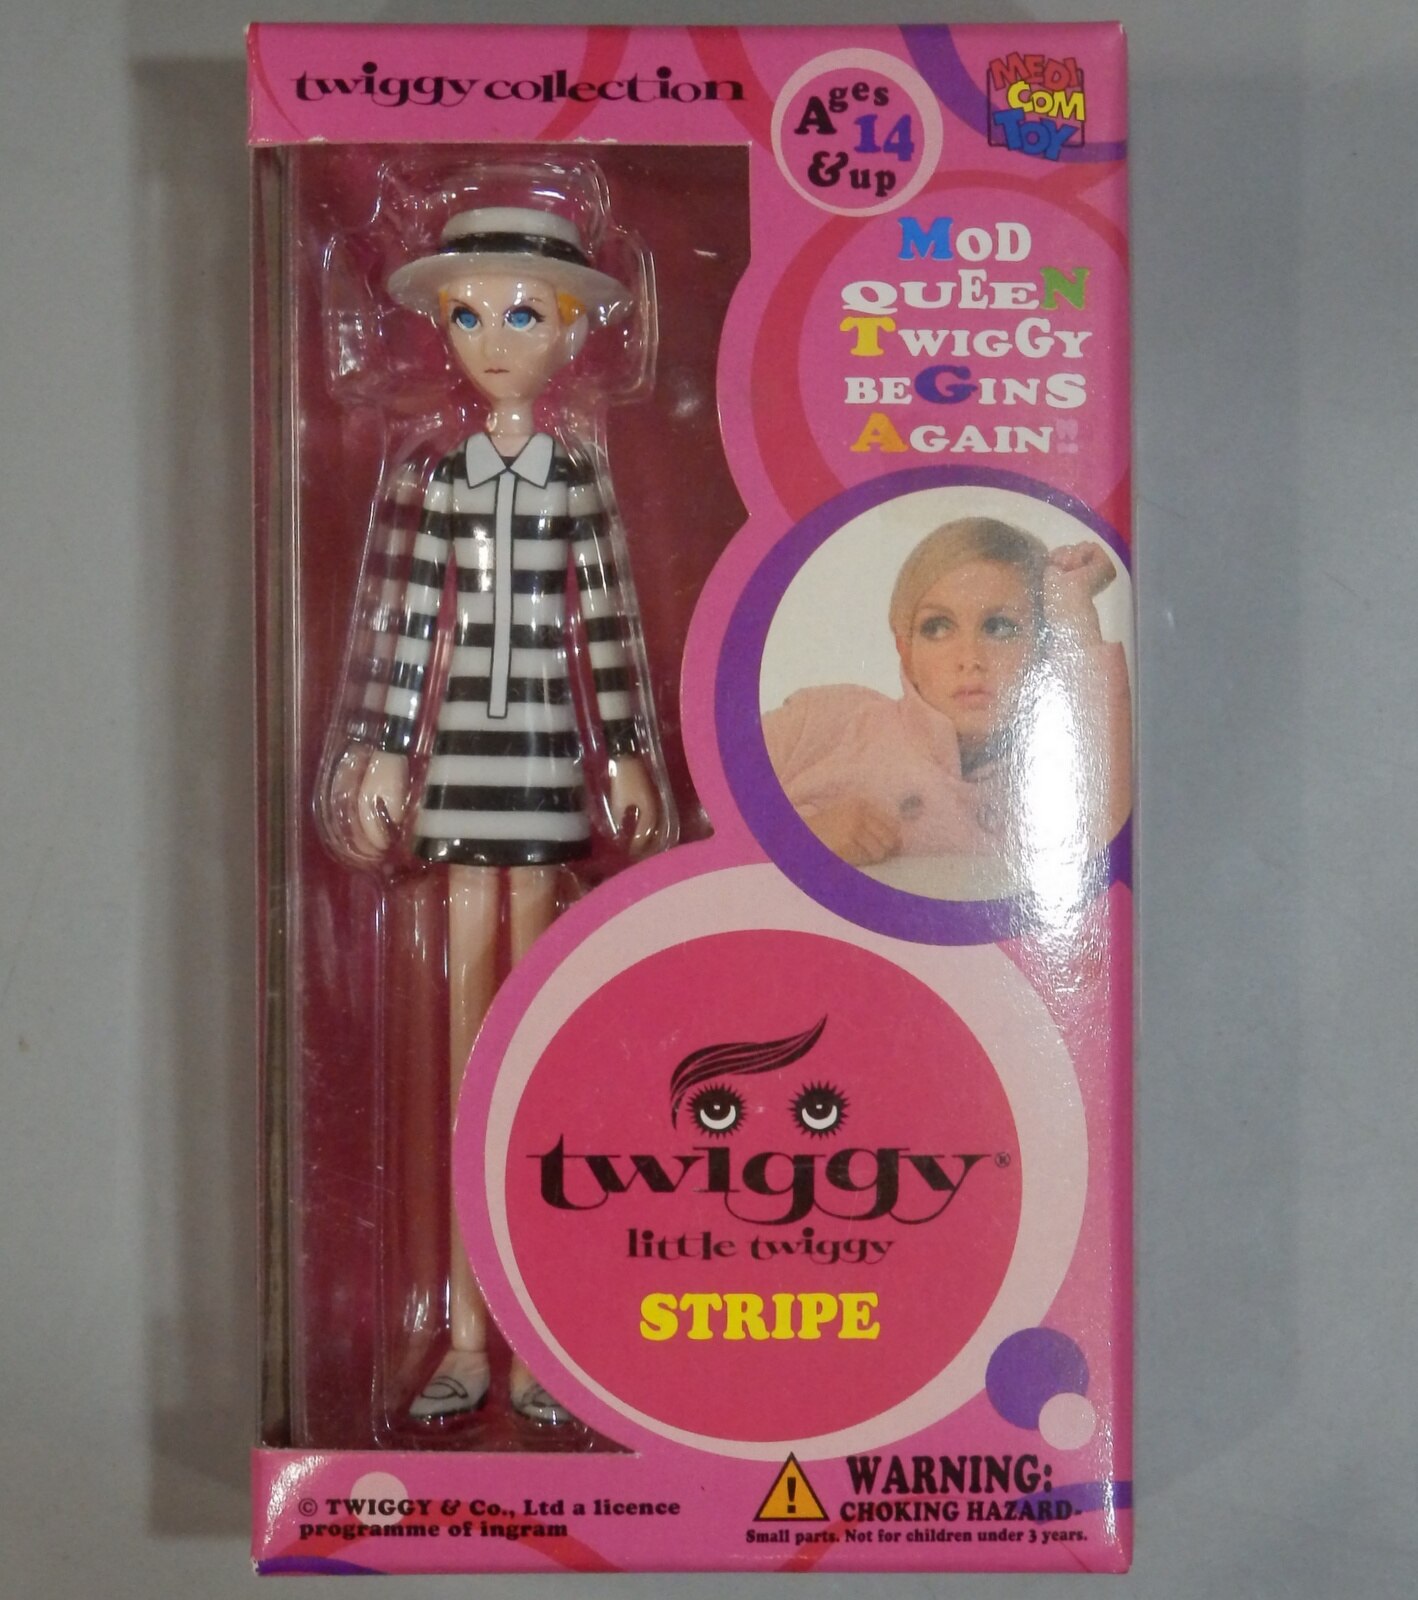 twiggy collection
Ages
14
& up
MEDI
COM
TOY
MOD
QUEEN
TWIGGY
BEGINS
AGAIN!!
twiggy®
little twiggy
STRIPE
© TWIGGY & Co., Ltd a licence
programme of ingram
WARNING:
CHOKING HAZARD-
Small parts. Not for children under 3 years.